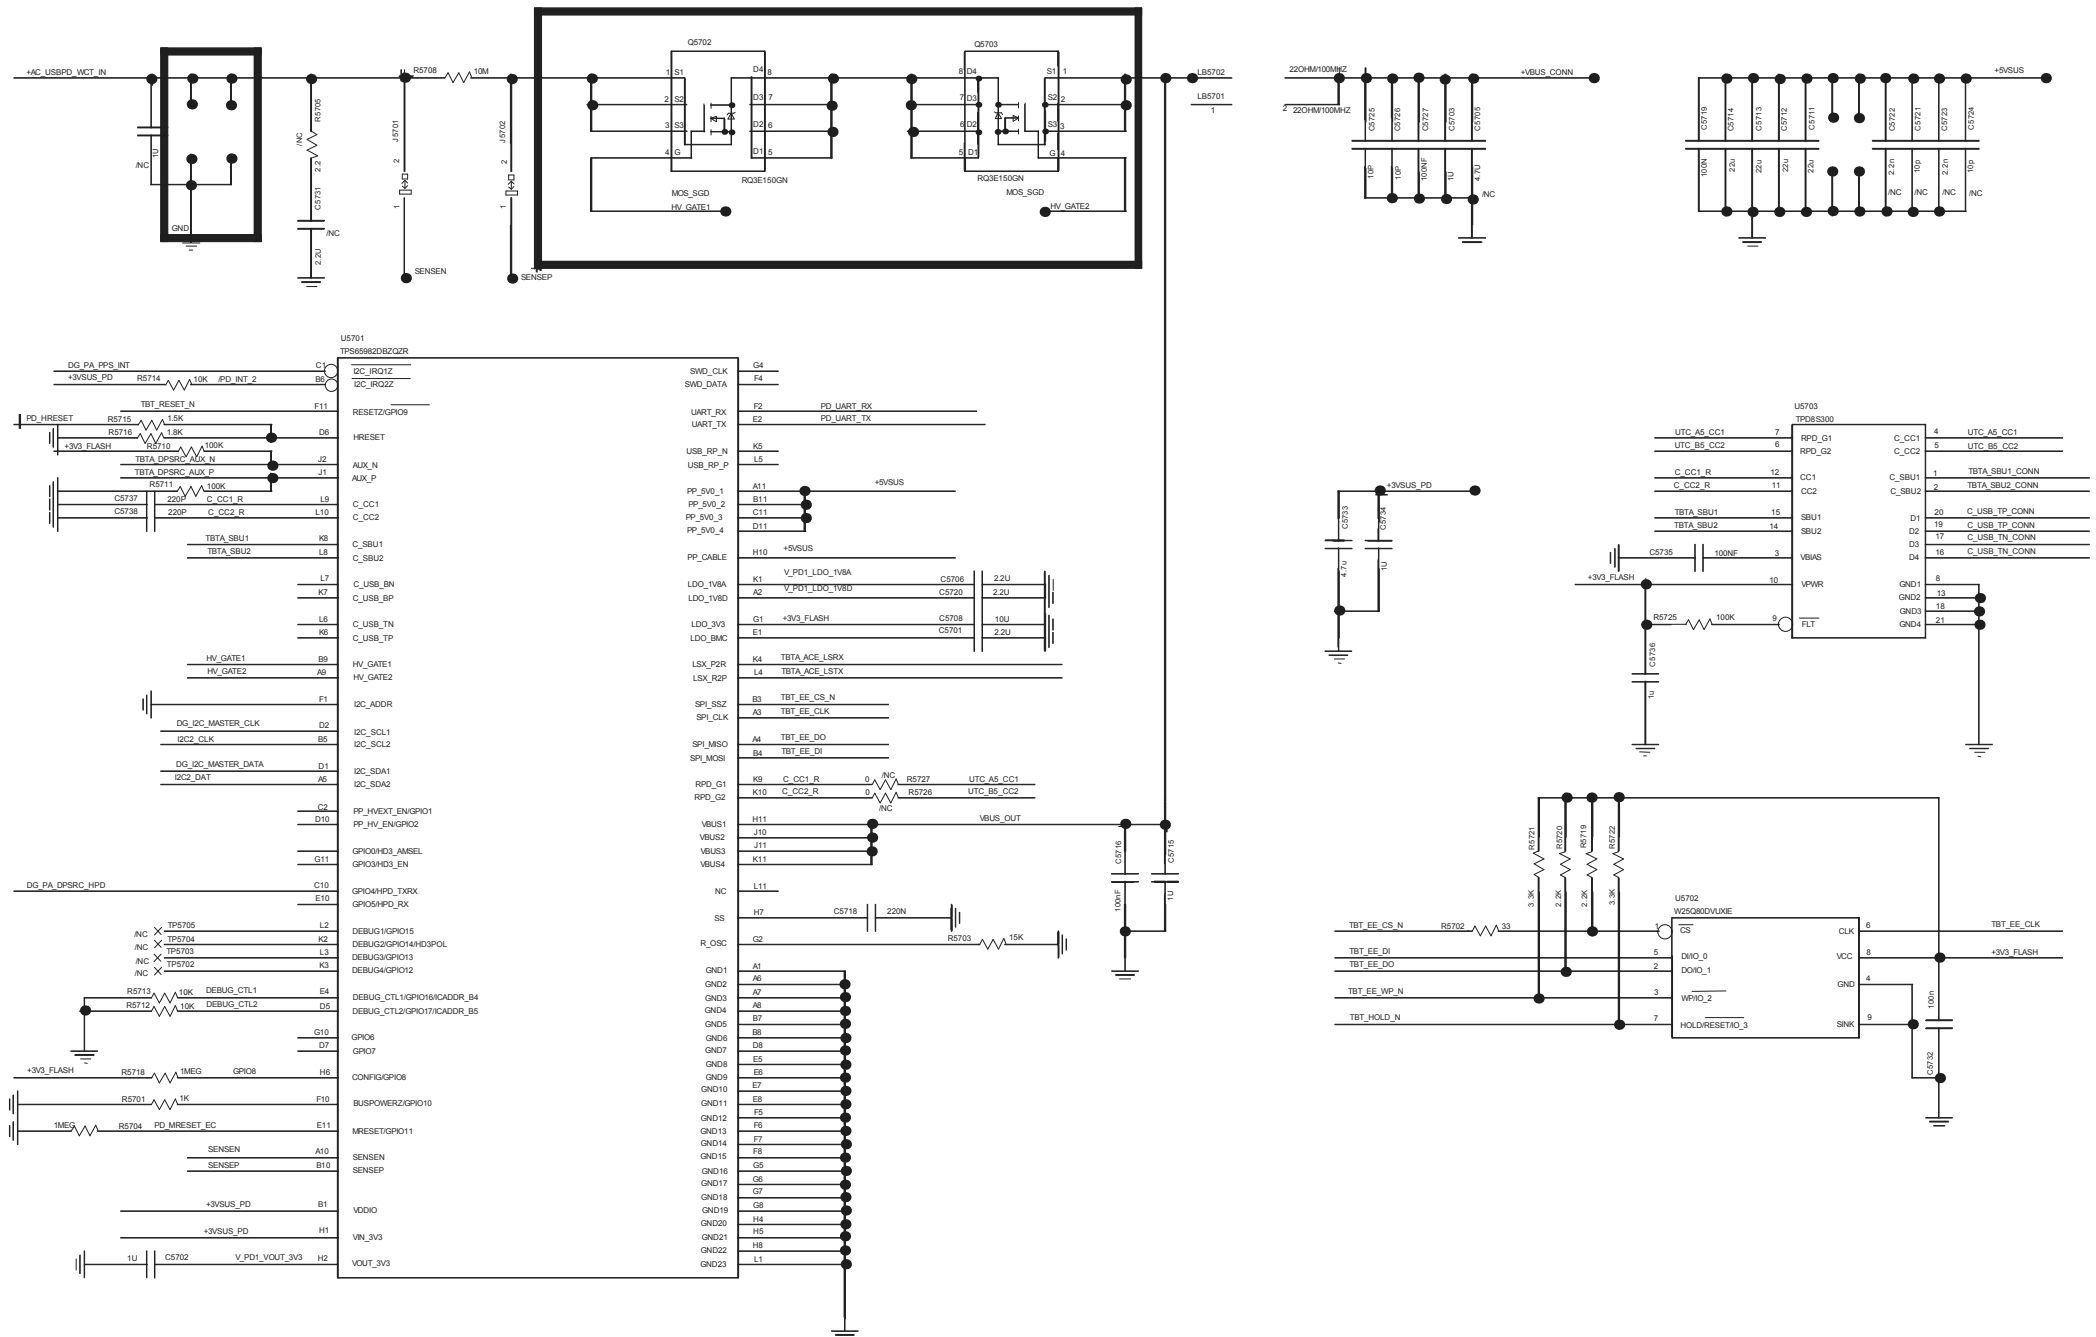 +AC_USBPD_WCT_IN
1U
/NC
GND
R5705
/NC
2.2
C5731
/NC
2.2U
R5708 10M
J5701
2
1
SENSEN
J5702
2
1
SENSEP
Q5702
1 S1 D4 8
2 S2 D3 7
3 S3 D2 6
4 G D1 5
RQ3E150GN
MOS_SGD
HV_GATE1
Q5703
8 D4 S1 1
7 D3 S2 2
6 D2 S3 3
5 D1 G 4
RQ3E150GN
MOS_SGD
HV_GATE2
LB5702
LB5701
1
22OHM/100MHZ
2 22OHM/100MHZ
+VBUS_CONN
C5725 C5726 C5727 C5703 C5705
10P 10P 100NF 1U 4.7U
/NC
+5VSUS
C5719 C5714 C5713 C5712 C5711 C5722 C5721 C5723 C5724
100N 22u 22u 22u 22u 2.2n 10p 2.2n 10p
/NC /NC /NC /NC
U5701
TPS65982DBZQZR
DG_PA_PPS_INT C1 I2C_IRQ1Z
+3VSUS_PD R5714 10K /PD_INT_2 B6 I2C_IRQ2Z
TBT_RESET_N F11 RESETZ/GPIO9
PD_HRESET R5715 1.5K
R5716 1.8K D6 HRESET
+3V3_FLASH R5710 100K
TBTA_DPSRC_AUX_N J2 AUX_N
TBTA_DPSRC_AUX_P J1 AUX_P
R5711 100K
C5737 220P C_CC1_R L9 C_CC1
C5738 220P C_CC2_R L10 C_CC2
TBTA_SBU1 K8 C_SBU1
TBTA_SBU2 L8 C_SBU2
L7 C_USB_BN
K7 C_USB_BP
L6 C_USB_TN
K6 C_USB_TP
HV_GATE1 B9 HV_GATE1
HV_GATE2 A9 HV_GATE2
F1 I2C_ADDR
DG_I2C_MASTER_CLK D2 I2C_SCL1
I2C2_CLK B5 I2C_SCL2
DG_I2C_MASTER_DATA D1 I2C_SDA1
I2C2_DAT A5 I2C_SDA2
C2 PP_HVEXT_EN/GPIO1
D10 PP_HV_EN/GPIO2
GPIO0/HD3_AMSEL
G11 GPIO3/HD3_EN
DG_PA_DPSRC_HPD C10 GPIO4/HPD_TXRX
E10 GPIO5/HPD_RX
/NC TP5705 L2 DEBUG1/GPIO15
/NC TP5704 K2 DEBUG2/GPIO14/HD3POL
/NC TP5703 L3 DEBUG3/GPIO13
/NC TP5702 K3 DEBUG4/GPIO12
R5713 10K DEBUG_CTL1 E4 DEBUG_CTL1/GPIO16/ICADDR_B4
R5712 10K DEBUG_CTL2 D5 DEBUG_CTL2/GPIO17/ICADDR_B5
G10 GPIO6
D7 GPIO7
+3V3_FLASH R5718 1MEG GPIO8 H6 CONFIG/GPIO8
R5701 1K F10 BUSPOWERZ/GPIO10
1MEG R5704 PD_MRESET_EC E11 MRESET/GPIO11
SENSEN A10 SENSEN
SENSEP B10 SENSEP
+3VSUS_PD B1 VDDIO
+3VSUS_PD H1 VIN_3V3
1U C5702 V_PD1_VOUT_3V3 H2 VOUT_3V3
SWD_CLK G4
SWD_DATA F4
UART_RX F2 PD_UART_RX
UART_TX E2 PD_UART_TX
USB_RP_N K5
USB_RP_P L5
PP_5V0_1 A11 +5VSUS
PP_5V0_2 B11
PP_5V0_3 C11
PP_5V0_4 D11
PP_CABLE H10 +5VSUS
LDO_1V8A K1 V_PD1_LDO_1V8A C5706 2.2U
LDO_1V8D A2 V_PD1_LDO_1V8D C5720 2.2U
LDO_3V3 G1 +3V3_FLASH C5708 10U
LDO_BMC E1 C5701 2.2U
LSX_P2R K4 TBTA_ACE_LSRX
LSX_R2P L4 TBTA_ACE_LSTX
SPI_SSZ B3 TBT_EE_CS_N
SPI_CLK A3 TBT_EE_CLK
SPI_MISO A4 TBT_EE_DO
SPI_MOSI B4 TBT_EE_DI
RPD_G1 K9 C_CC1_R 0 /NC R5727 UTC_A5_CC1
RPD_G2 K10 C_CC2_R 0 /NC R5726 UTC_B5_CC2
VBUS1 H11 VBUS_OUT
VBUS2 J10
VBUS3 J11
VBUS4 K11
C5716 C5715
100nF 1U
NC L11
SS H7 C5718 220N
R_OSC G2 R5703 15K
GND1 A1
GND2 A6
GND3 A7
GND4 A8
GND5 B7
GND6 B8
GND7 D8
GND8 E5
GND9 E6
GND10 E7
GND11 E8
GND12 F5
GND13 F6
GND14 F7
GND15 F8
GND16 G5
GND17 G6
GND18 G7
GND19 G8
GND20 H4
GND21 H5
GND22 H8
GND23 L1
+3VSUS_PD
C5733 C5734
4.7u 1U
U5703
TPD8S300
UTC_A5_CC1 7 RPD_G1 C_CC1 4 UTC_A5_CC1
UTC_B5_CC2 6 RPD_G2 C_CC2 5 UTC_B5_CC2
C_CC1_R 12 CC1 C_SBU1 1 TBTA_SBU1_CONN
C_CC2_R 11 CC2 C_SBU2 2 TBTA_SBU2_CONN
TBTA_SBU1 15 SBU1 D1 20 C_USB_TP_CONN
TBTA_SBU2 14 SBU2 D2 19 C_USB_TP_CONN
D3 17 C_USB_TN_CONN
C5735 100NF 3 VBIAS D4 16 C_USB_TN_CONN
+3V3_FLASH 10 VPWR GND1 8
GND2 13
GND3 18
R5725 100K 9 FLT GND4 21
C5736
1u
R5721 R5720 R5719 R5722
3.3K 2.2K 2.2K 3.3K
U5702
W25Q80DVUXIE
TBT_EE_CS_N R5702 33 1 CS CLK 6 TBT_EE_CLK
TBT_EE_DI 5 DI/IO_0 VCC 8 +3V3_FLASH
TBT_EE_DO 2 DO/IO_1
GND 4
TBT_EE_WP_N 3 WP/IO_2
TBT_HOLD_N 7 HOLD/RESET/IO_3 SINK 9
100n
C5732